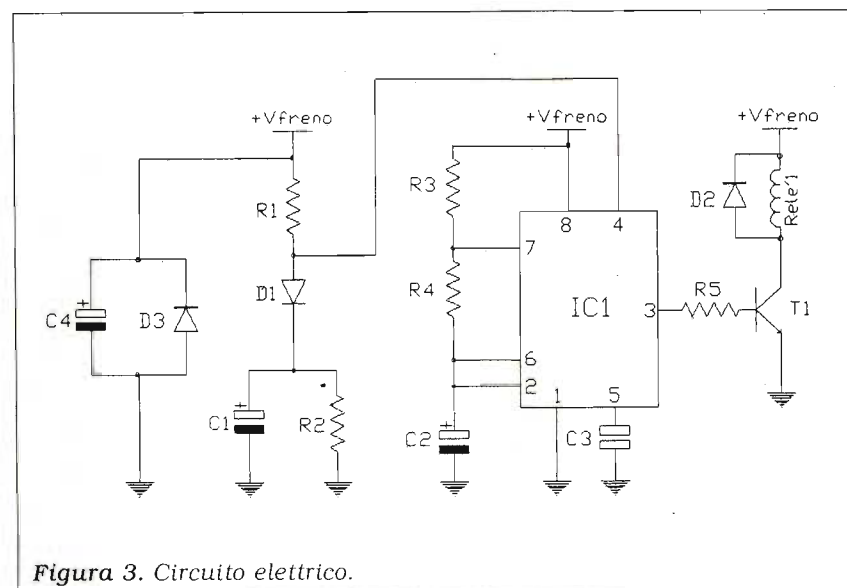 +Vfreno
+Vfreno
+Vfreno
R1
R3
D2
Rele'1
8
4
7
D1
R4
IC1
3
R5
T1
C4
D3
6
2
1
5
C1
R2
C2
C3
Figura 3. Circuito elettrico.